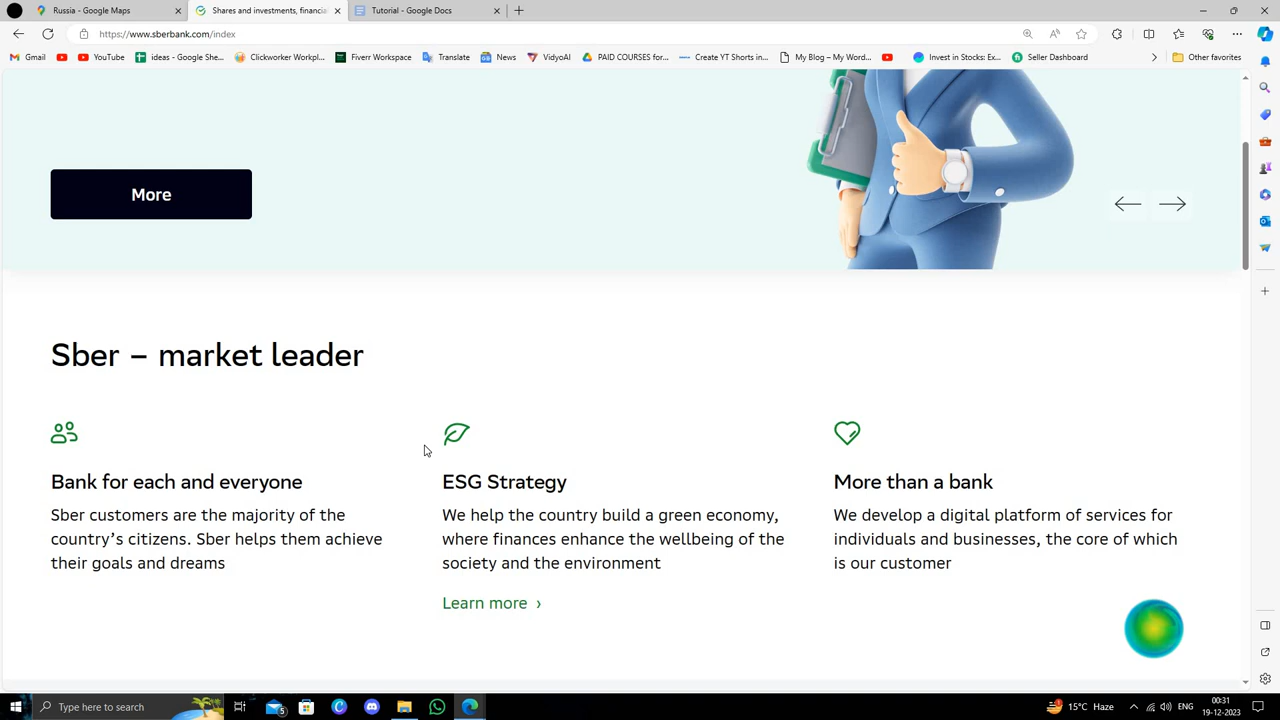 Russia - Google Maps
Shares and investments, financia
Tutorial - Google Docs
https://www.sberbank.com/index
Gmail
YouTube
ideas - Google She...
Clickworker Workpl...
Fiverr Workspace
Translate
News
VidyoAI
PAID COURSES for...
Create YT Shorts in...
My Blog – My Word...
Invest in Stocks: Ex...
Seller Dashboard
Other favorites
More
Sber – market leader
Bank for each and everyone
Sber customers are the majority of the
country's citizens. Sber helps them achieve
their goals and dreams
ESG Strategy
We help the country build a green economy,
where finances enhance the wellbeing of the
society and the environment
Learn more ›
More than a bank
We develop a digital platform of services for
individuals and businesses, the core of which
is our customer
Type here to search
5
15°C Haze
ENG
00:31
19-12-2023